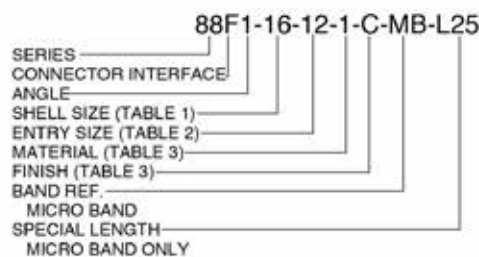 88F1-16-12-1-C-MB-L25
SERIES
CONNECTOR INTERFACE
ANGLE
SHELL SIZE (TABLE 1)
ENTRY SIZE (TABLE 2)
MATERIAL (TABLE 3)
FINISH (TABLE 3)
BAND REF.
MICRO BAND
SPECIAL LENGTH
MICRO BAND ONLY